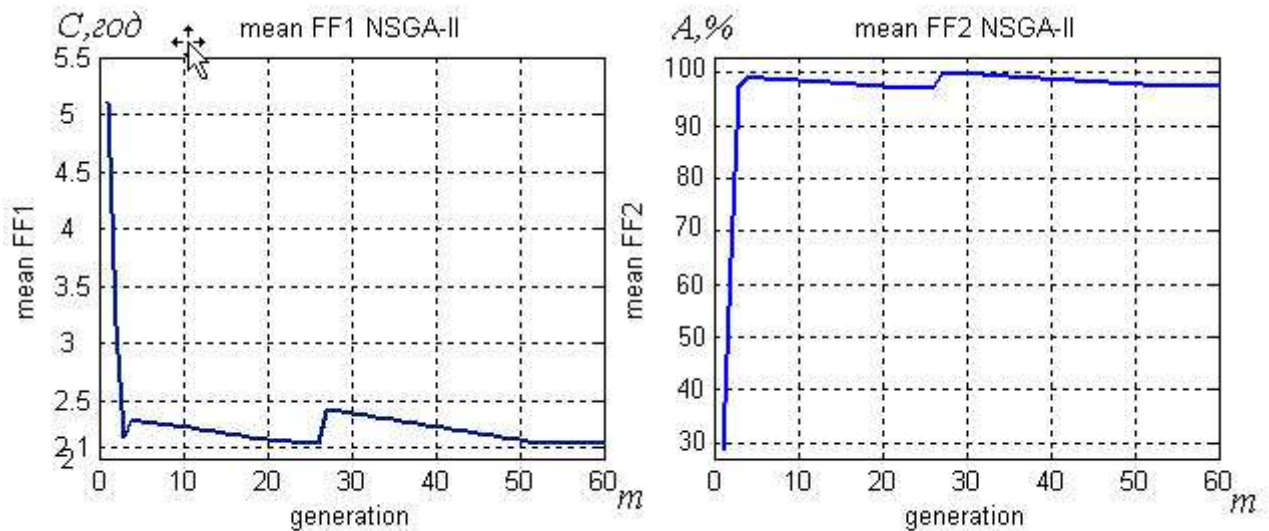 C,год
mean FF1 NSGA-II
5.5
5
4.5
4
3.5
3
2.5
2.1
2
mean FF1
0 10 20 30 40 50 60 m
generation
A,%
mean FF2 NSGA-II
100
90
80
70
60
50
40
30
mean FF2
0 10 20 30 40 50 60 m
generation